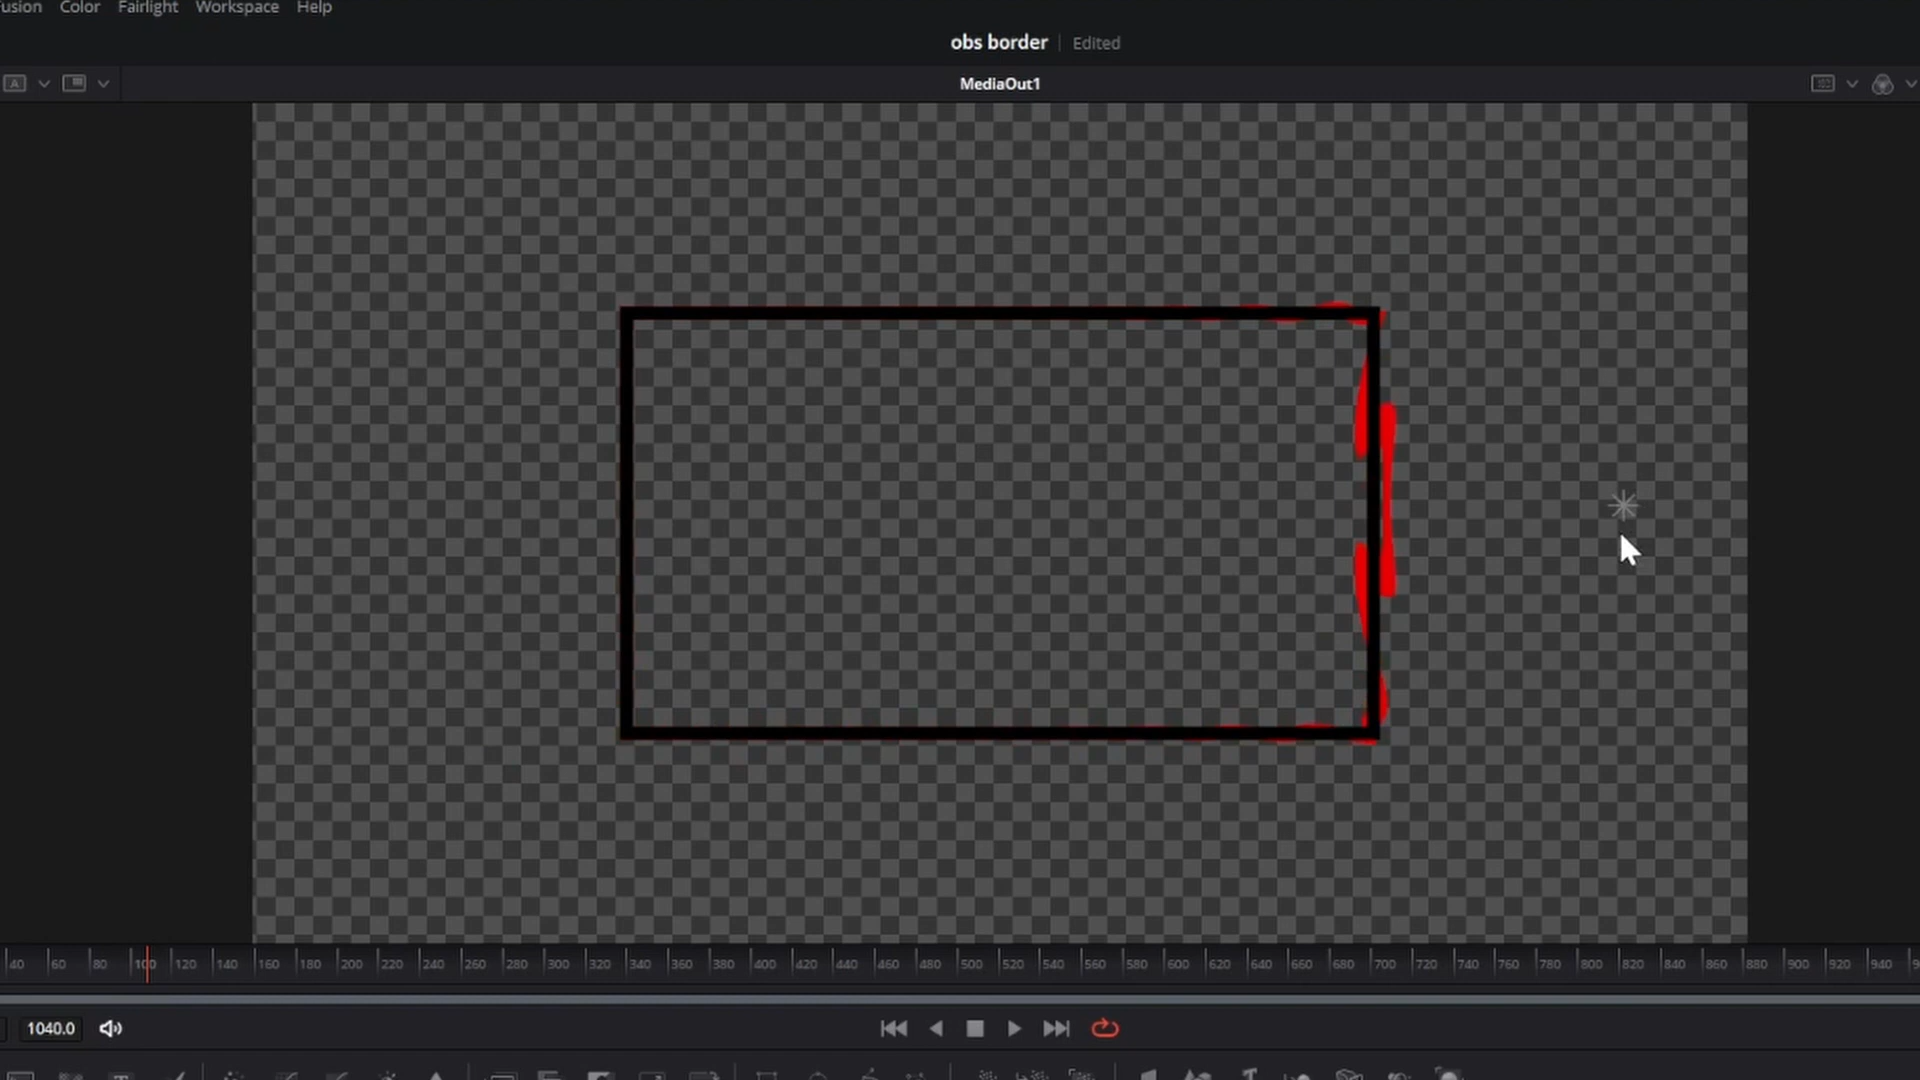 usion Color Fairlight Workspace Help
obs border Edited
A
MediaOut1
40 60 80 100 120 140 160 180 200 220 240 260 280 300 320 340 360 380 400 420 440 460 480 500 520 540 560 580 600 620 640 660 680 700 720 740 760 780 800 820 840 860 880 900 920 940 9
1040.0